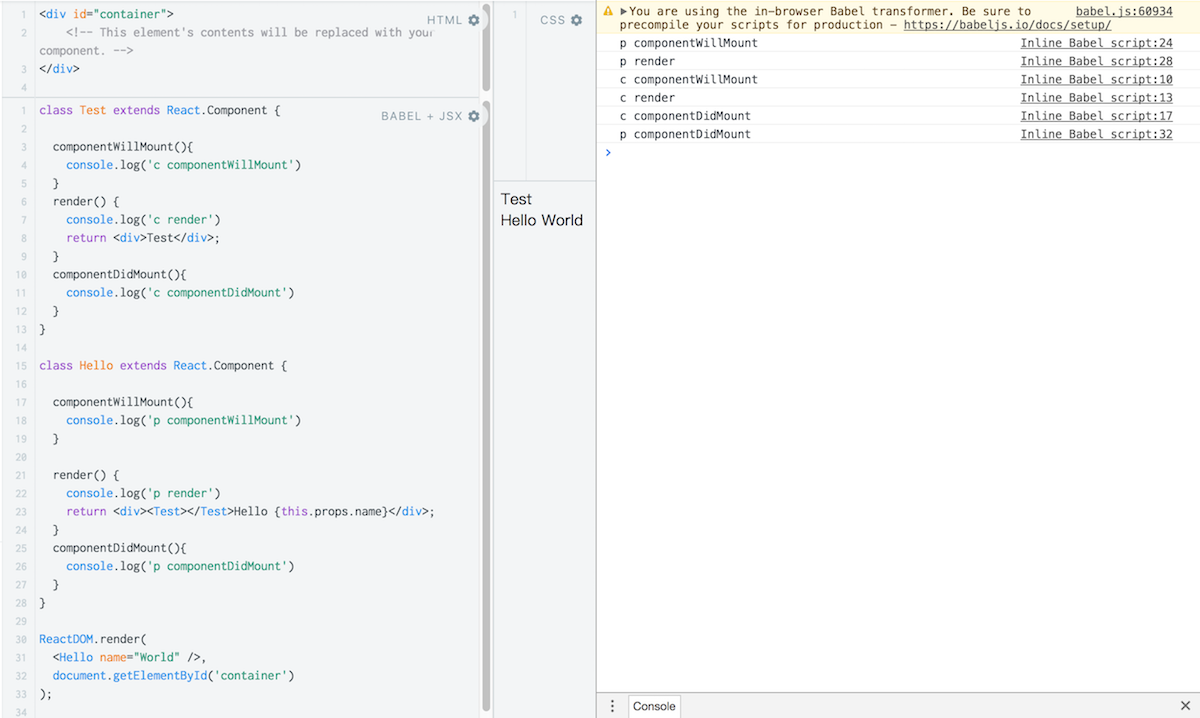 1 <div id="container">
HTML
2 <!-- This element's contents will be replaced with your
component. -->
3 </div>
4
1 class Test extends React.Component {
BABEL + JSX
2
3 componentWillMount(){
4 console.log('c componentWillMount')
5 }
6 render() {
7 console.log('c render')
8 return <div>Test</div>;
9 }
10 componentDidMount(){
11 console.log('c componentDidMount')
12 }
13 }
14
15 class Hello extends React.Component {
16
17 componentWillMount(){
18 console.log('p componentWillMount')
19 }
20
21 render() {
22 console.log('p render')
23 return <div><Test></Test>Hello {this.props.name}</div>;
24 }
25 componentDidMount(){
26 console.log('p componentDidMount')
27 }
28 }
29
30 ReactDOM.render(
31 <Hello name="World" />,
32 document.getElementById('container')
33 );
34
1 CSS
Test
Hello World
You are using the in-browser Babel transformer. Be sure to babel.js:60934
precompile your scripts for production - https://babeljs.io/docs/setup/
p componentWillMount Inline Babel script:24
p render Inline Babel script:28
c componentWillMount Inline Babel script:10
c render Inline Babel script:13
c componentDidMount Inline Babel script:17
p componentDidMount Inline Babel script:32
>
Console